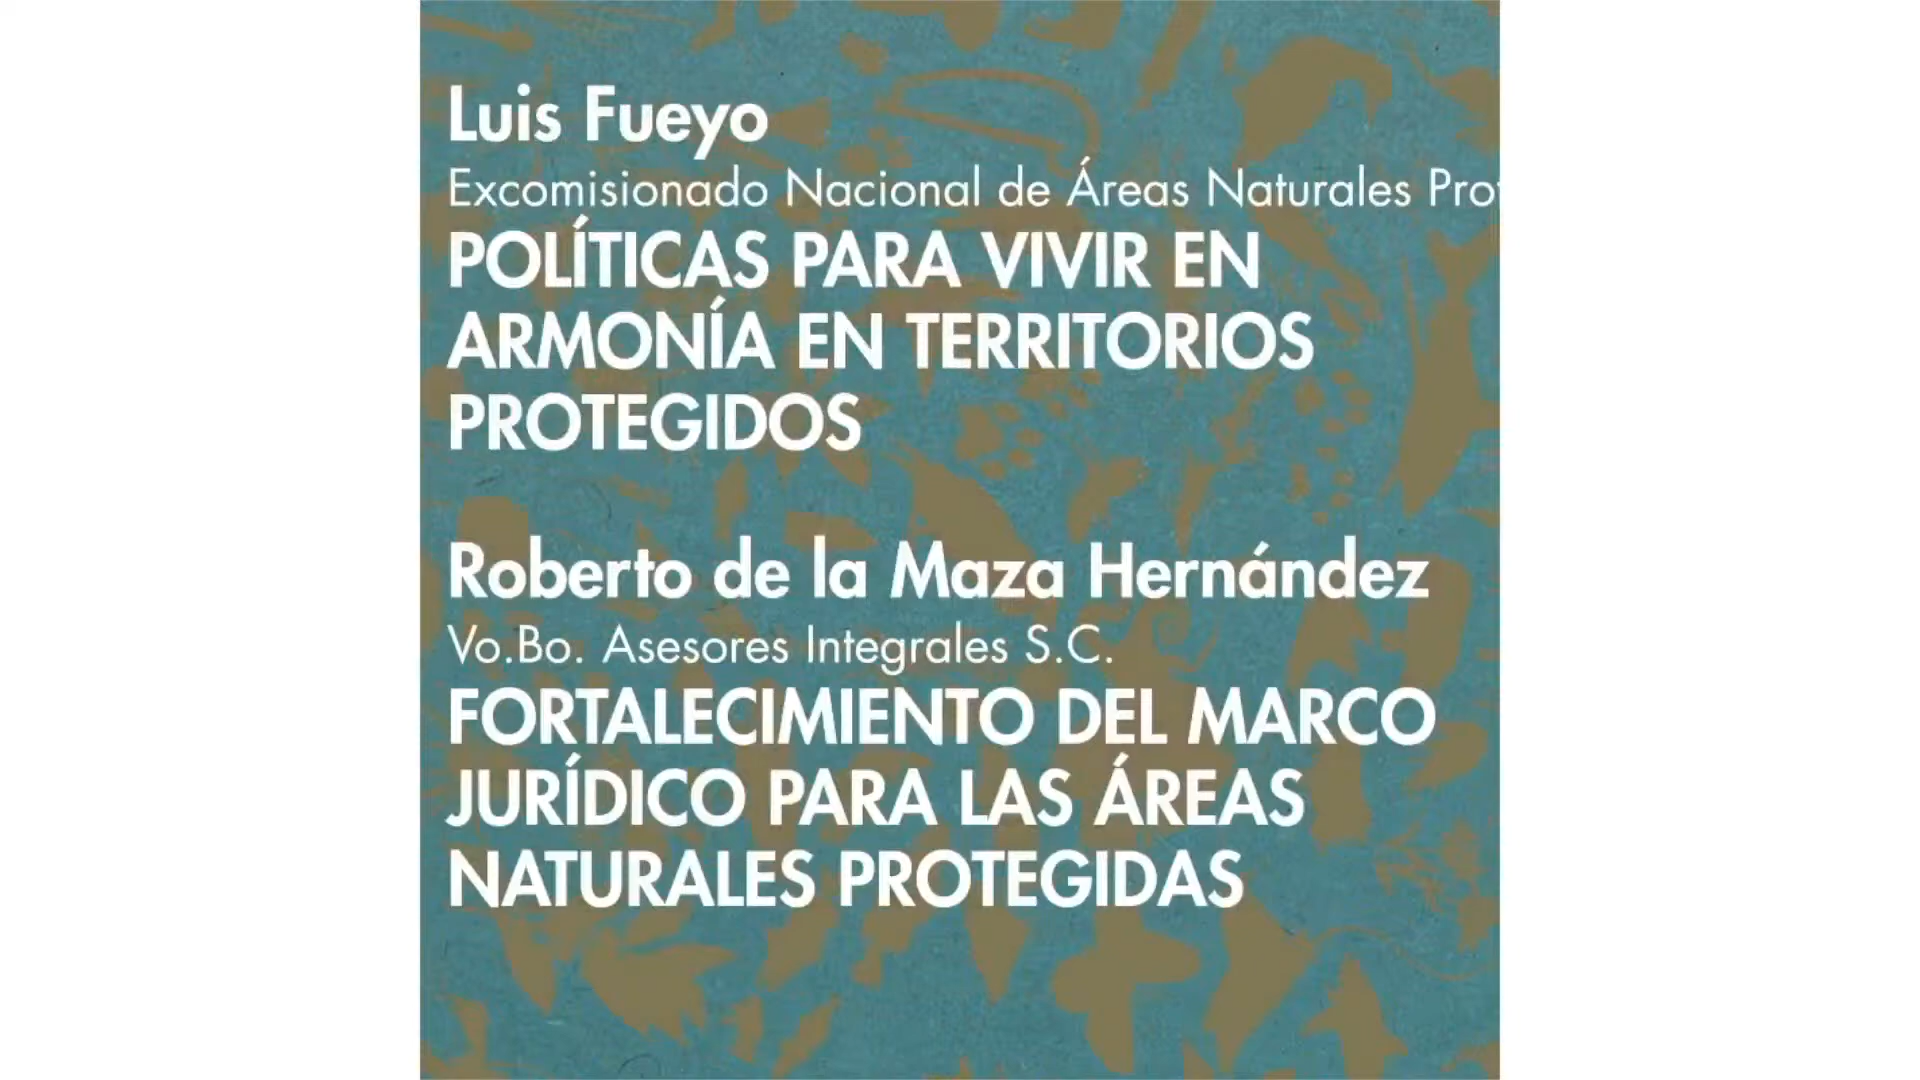 Luis Fueyo
Excomisionado Nacional de Áreas Naturales
POLÍTICAS PARA VIVIR EN
ARMONÍA EN TERRITORIOS
PROTEGIDOS
Roberto de la Maza Hernández
Vo.Bo. Asesores Integrales S.C.
FORTALECIMIENTO DEL MARCO
JURÍDICO PARA LAS ÁREAS
NATURALES PROTEGIDAS